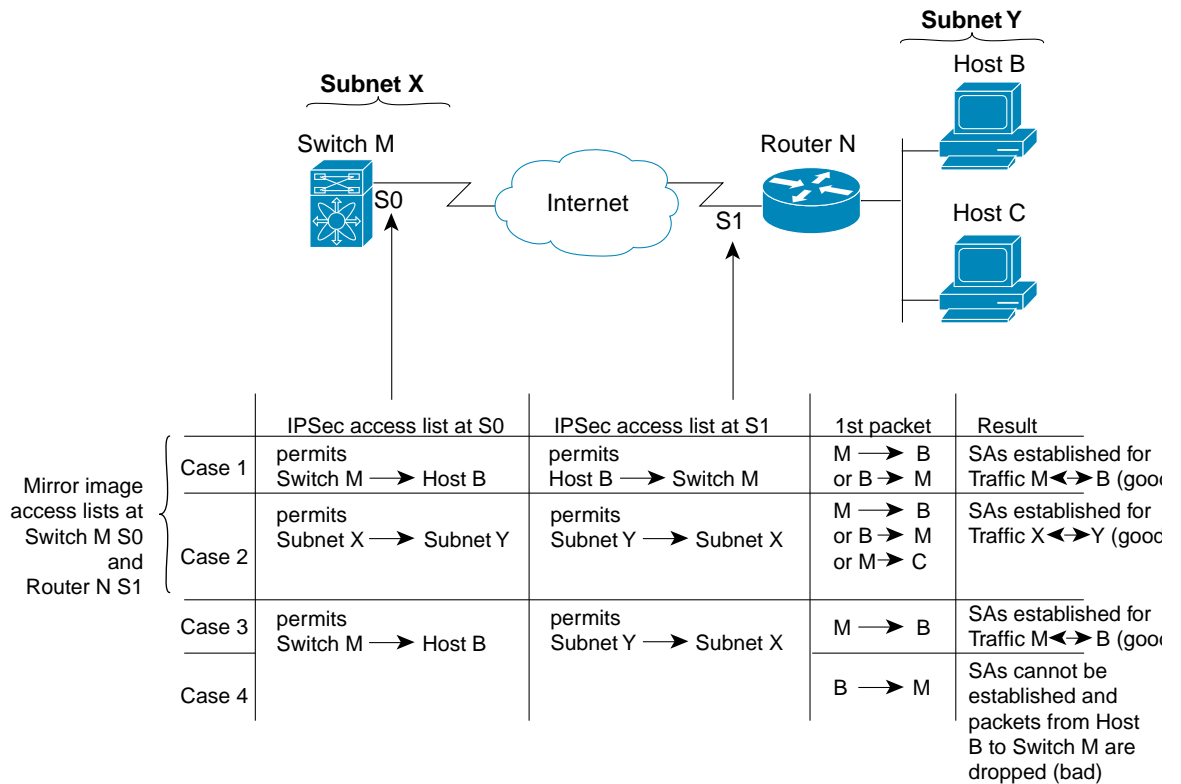 Subnet Y
Host B
Subnet X
Switch M
Router N
S0
Internet
S1
Host C
IPSec access list at S0
IPSec access list at S1
1st packet
Result
Mirror image
access lists at
Switch M S0
and
Router N S1
Case 1
permits
Switch M Host B
permits
Host B Switch M
M B
or B M
SAs established for
Traffic M B (good
Case 2
permits
Subnet X Subnet Y
permits
Subnet Y Subnet X
M B
or B M
or M C
SAs established for
Traffic X Y (good
Case 3
permits
Switch M Host B
permits
Subnet Y Subnet X
M B
SAs established for
Traffic M B (good
Case 4
B M
SAs cannot be
established and
packets from Host
B to Switch M are
dropped (bad)